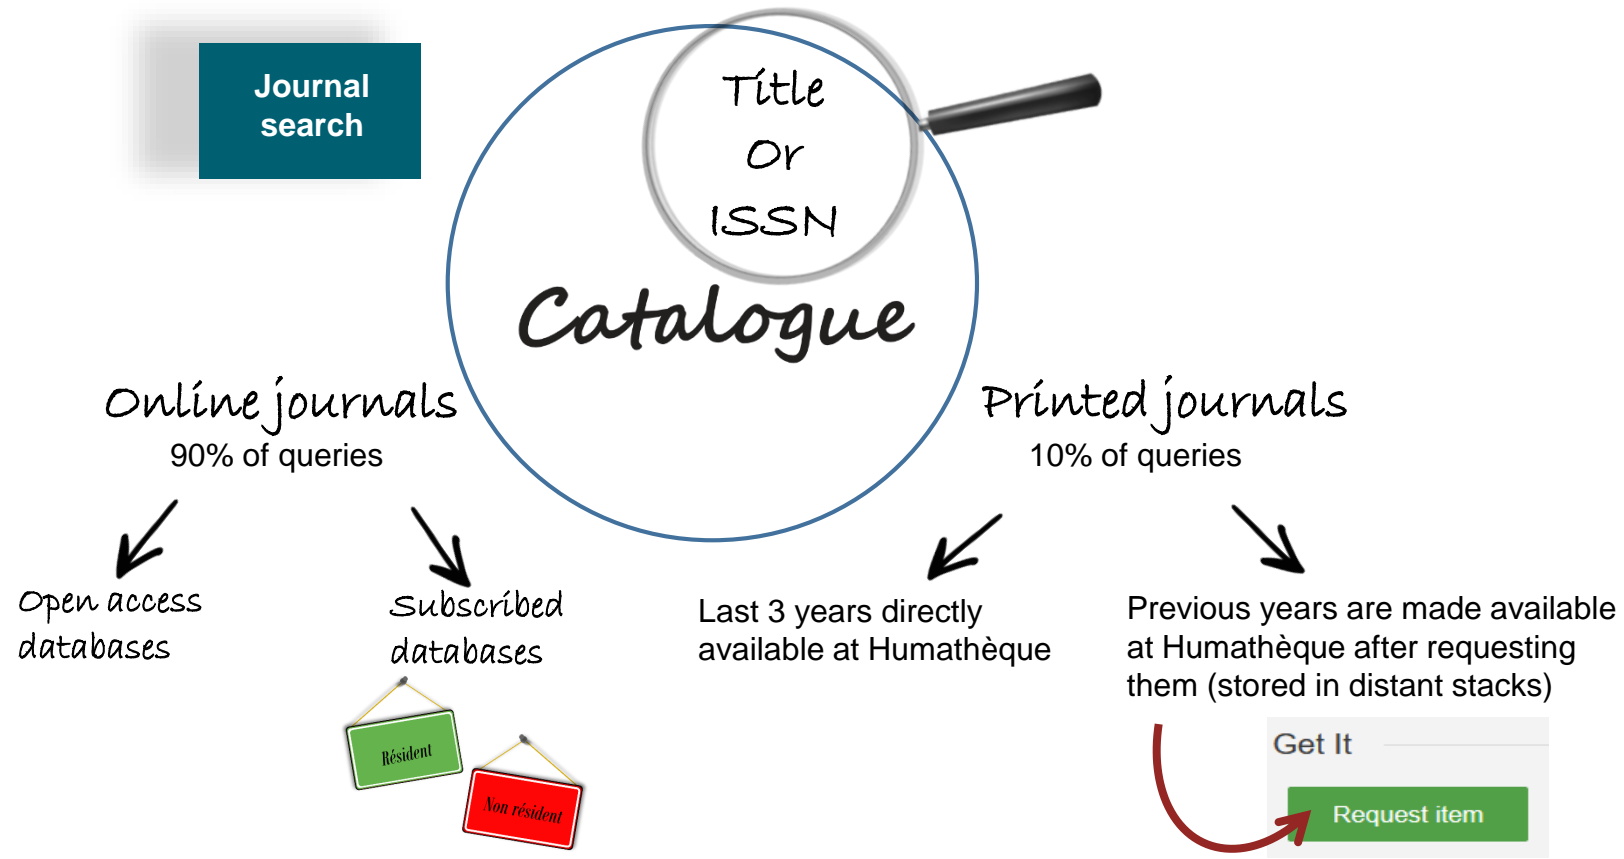 Journal
search
Title
Or
ISSN
Catalogue
Online journals
90% of queries
Printed journals
10% of queries
Open access
databases
Subscribed
databases
Résident
Non résident
Last 3 years directly
available at Humathèque
Previous years are made available
at Humathèque after requesting
them (stored in distant stacks)
Get It
Request item